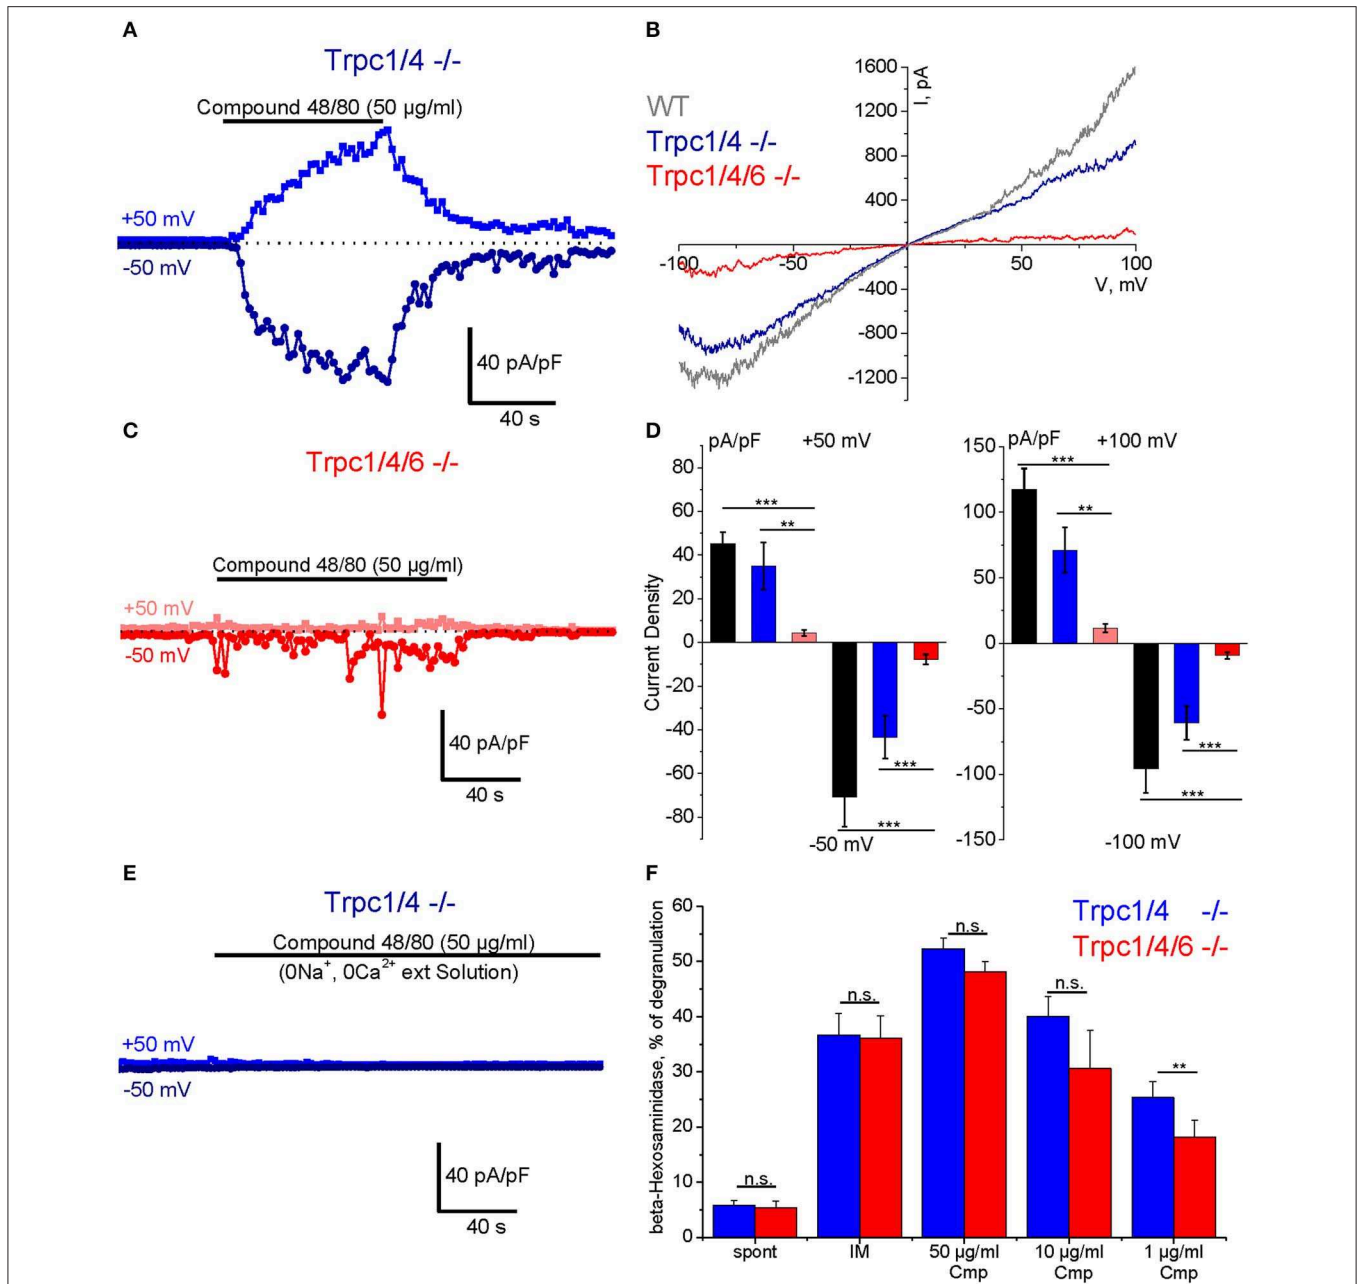 A
Trpc1/4 -/-
Compound 48/80 (50 µg/ml)
+50 mV
-50 mV
40 pA/pF
40 s
B
WT
Trpc1/4 -/-
Trpc1/4/6 -/-
I, pA
1600
1200
800
400
-400
-800
-1200
-100
-50
50
100
V, mV
C
Trpc1/4/6 -/-
Compound 48/80 (50 µg/ml)
+50 mV
-50 mV
40 pA/pF
40 s
D
pA/pF
+50 mV
Current Density
80
60
40
20
0
-20
-40
-60
-80
***
**
***
***
-50 mV
pA/pF
+100 mV
150
100
50
0
-50
-100
-150
***
**
***
***
-100 mV
E
Trpc1/4 -/-
Compound 48/80 (50 µg/ml)
(0Na⁺, 0Ca²⁺ ext Solution)
+50 mV
-50 mV
40 pA/pF
40 s
F
Trpc1/4 -/-
Trpc1/4/6 -/-
beta-Hexosaminidase, % of degranulation
60
50
40
30
20
10
0
n.s.
n.s.
n.s.
n.s.
**
spont
IM
50 µg/ml Cmp
10 µg/ml Cmp
1 µg/ml Cmp